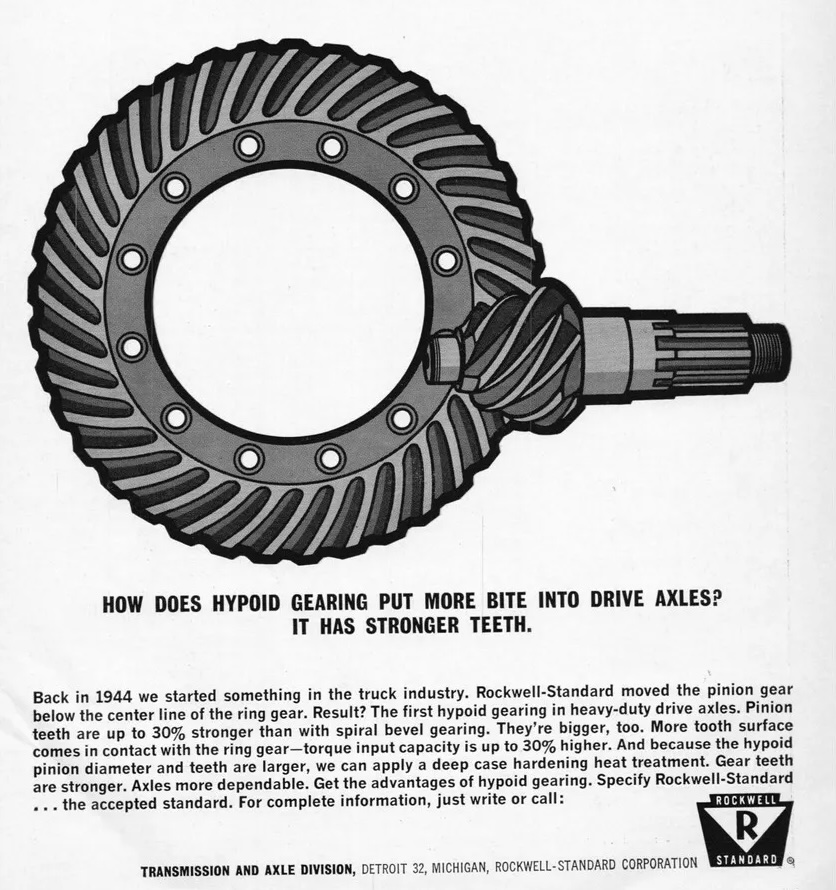 HOW DOES HYPOID GEARING PUT MORE BITE INTO DRIVE AXLES?
IT HAS STRONGER TEETH.
Back in 1944 we started something in the truck industry. Rockwell-Standard moved the pinion gear
below the center line of the ring gear. Result? The first hypoid gearing in heavy-duty drive axles. Pinion
teeth are up to 30% stronger than with spiral bevel gearing. They're bigger, too. More tooth surface
comes in contact with the ring gear—torque input capacity is up to 30% higher. And because the hypoid
pinion diameter and teeth are larger, we can apply a deep case hardening heat treatment. Gear teeth
are stronger. Axles more dependable. Get the advantages of hypoid gearing. Specify Rockwell-Standard
... the accepted standard. For complete information, just write or call:
ROCKWELL
R
STANDARD ®
TRANSMISSION AND AXLE DIVISION, DETROIT 32, MICHIGAN, ROCKWELL-STANDARD CORPORATION